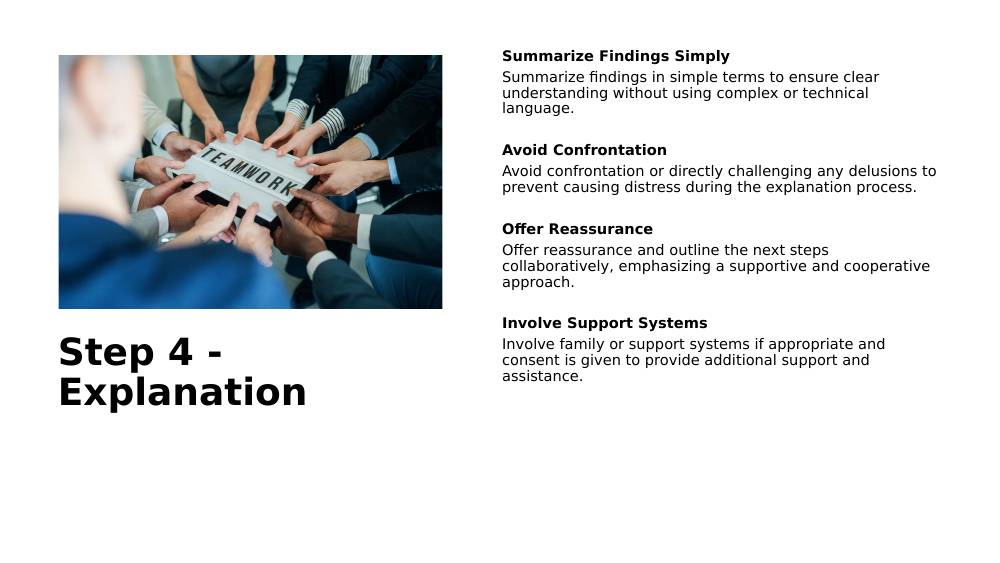 TEAMWORK
Step 4 -
Explanation
Summarize Findings Simply
Summarize findings in simple terms to ensure clear
understanding without using complex or technical
language.
Avoid Confrontation
Avoid confrontation or directly challenging any delusions to
prevent causing distress during the explanation process.
Offer Reassurance
Offer reassurance and outline the next steps
collaboratively, emphasizing a supportive and cooperative
approach.
Involve Support Systems
Involve family or support systems if appropriate and
consent is given to provide additional support and
assistance.